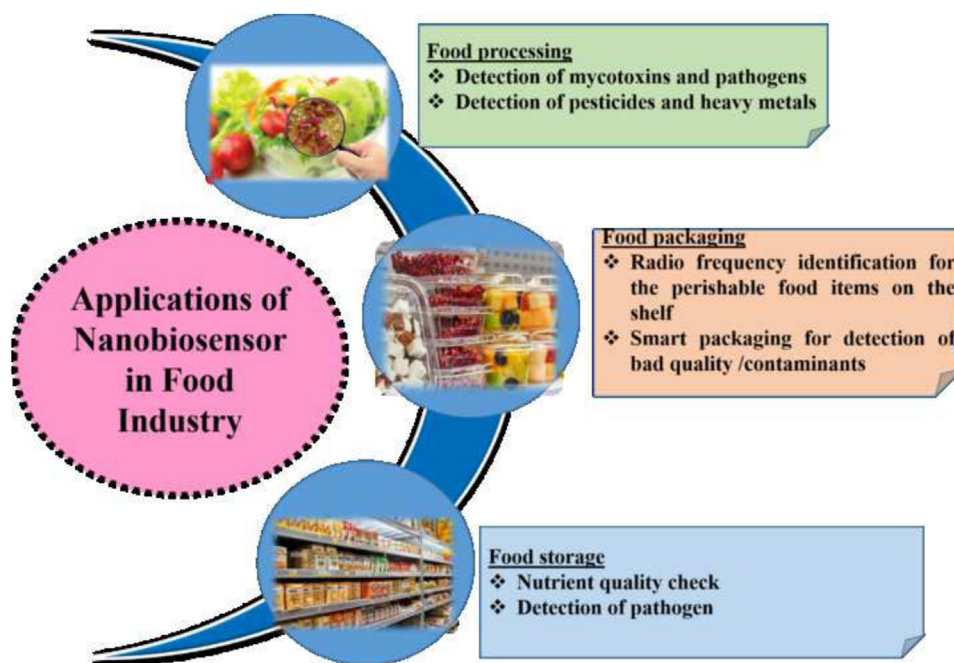 Food processing
❖ Detection of mycotoxins and pathogens
❖ Detection of pesticides and heavy metals
Applications of
Nanobiosensor
in Food
Industry
Food packaging
❖ Radio frequency identification for
the perishable food items on the
shelf
❖ Smart packaging for detection of
bad quality /contaminants
Food storage
❖ Nutrient quality check
❖ Detection of pathogen